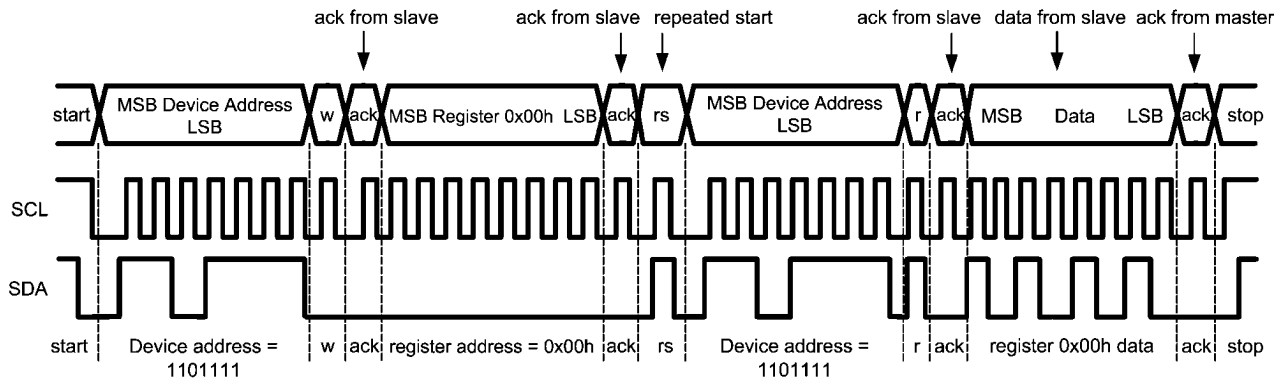 ack from slave ack from slave repeated start ack from slave data from slave ack from master
start MSB Device Address LSB w ack MSB Register 0x00h LSB ack rs MSB Device Address LSB r ack MSB Data LSB ack stop
SCL
SDA
start Device address = 1101111 w ack register address = 0x00h ack rs Device address = 1101111 r ack register 0x00h data ack stop